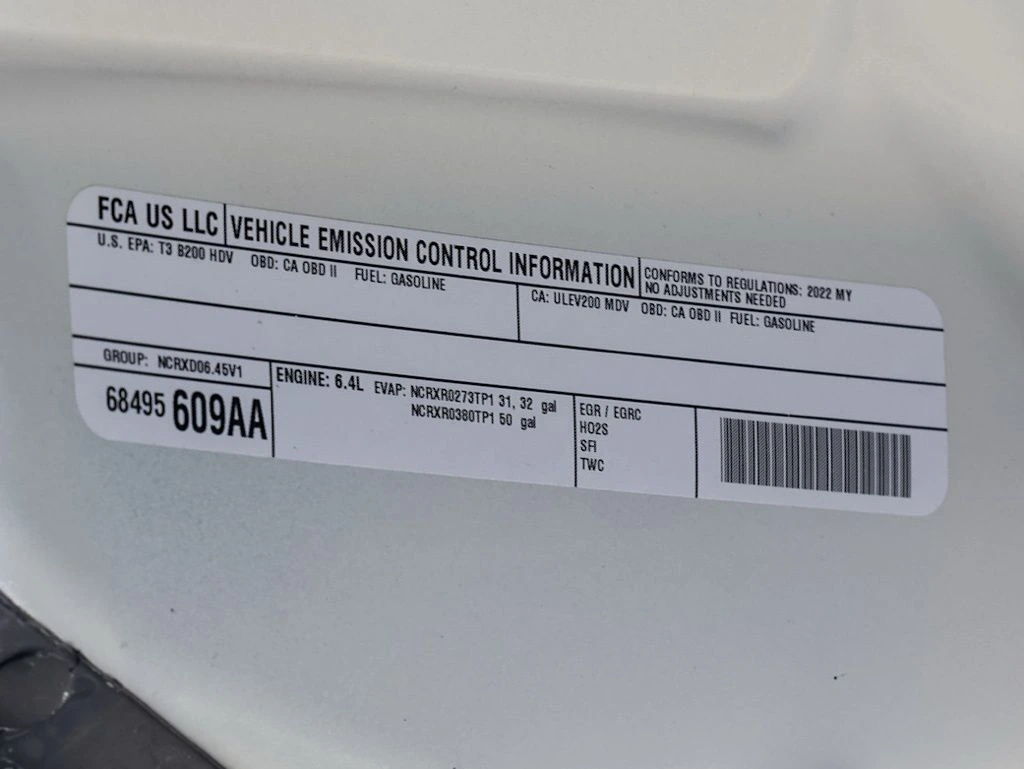 FCA US LLC
VEHICLE EMISSION CONTROL INFORMATION
CONFORMS TO REGULATIONS: 2022 MY
NO ADJUSTMENTS NEEDED
U.S. EPA: T3 B200 HDV OBD: CA OBD II FUEL: GASOLINE
CA: ULEV200 MDV OBD: CA OBD II FUEL: GASOLINE
GROUP: NCRXD06.45V1
68495 609AA
ENGINE: 6.4L EVAP: NCRXR0273TP1 31, 32 gal
NCRXR0380TP1 50 gal
EGR / EGRC
HO2S
SFI
TWC